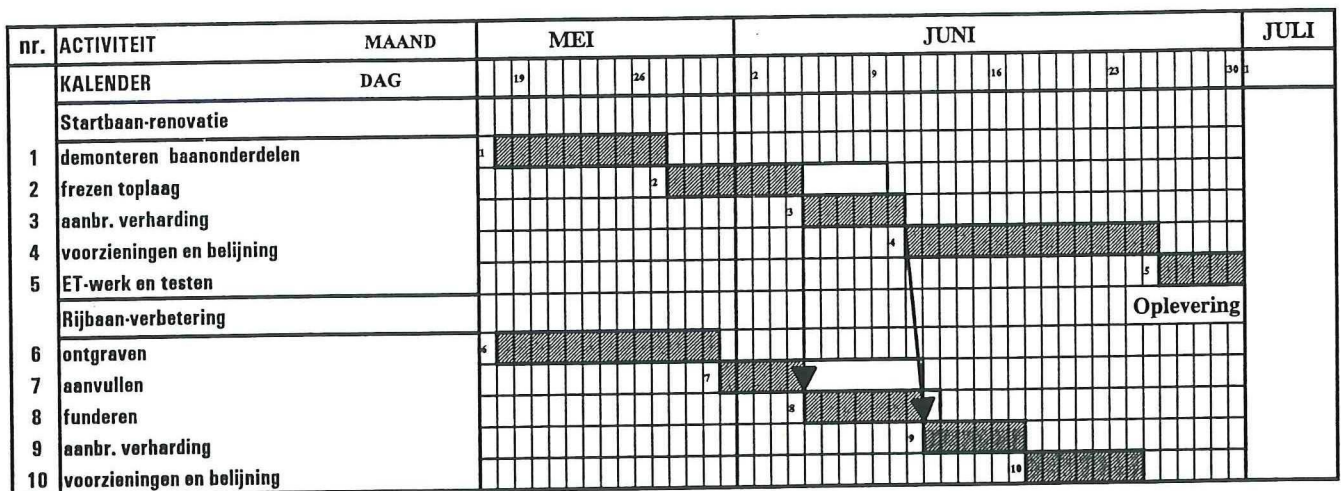 nr. ACTIVITEIT MAAND MEI JUNI JULI
KALENDER DAG 19 26 2 9 16 23 30 1
Startbaan-renovatie
1 demonteren baanonderdelen 1
2 frezen toplaag 2
3 aanbr. verharding 3
4 voorzieningen en belijning 4
5 ET-werk en testen 5
Rijbaan-verbetering Oplevering
6 ontgraven 6
7 aanvullen 7
8 funderen 8
9 aanbr. verharding 9
10 voorzieningen en belijning 10